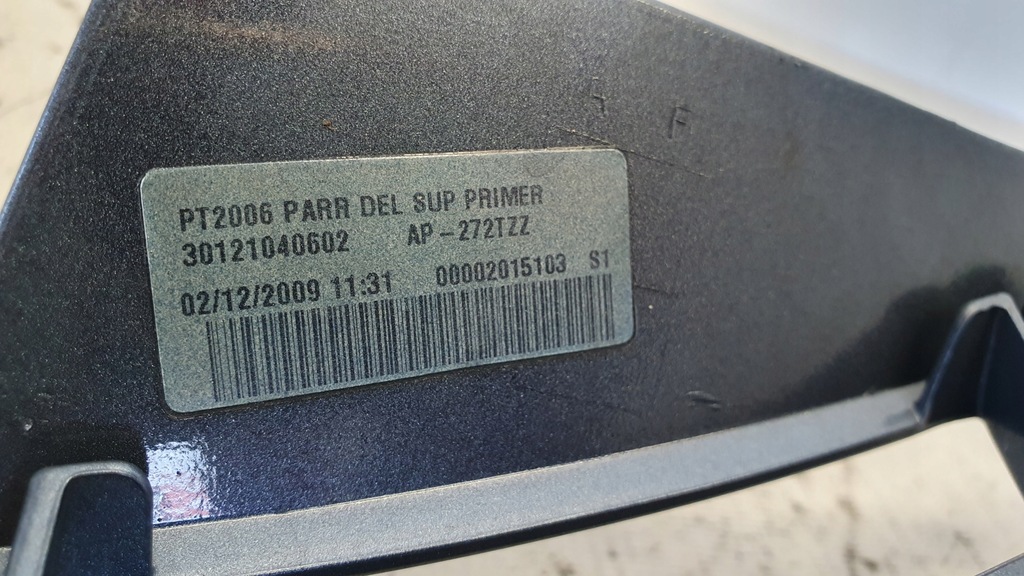 F
PT2006 PARR DEL SUP PRIMER
30121040602 AP-272TZZ
02/12/2009 11:31 00002015103 S1